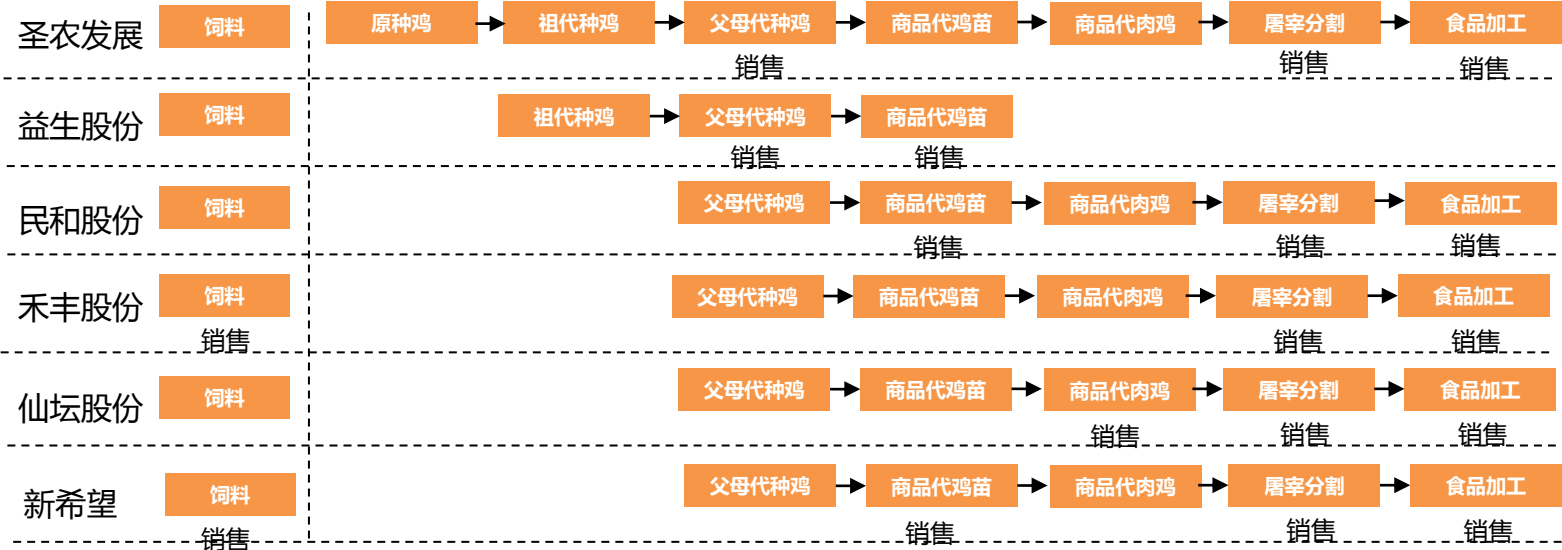 圣农发展 饲料 原种鸡 祖代种鸡 父母代种鸡 商品代鸡苗 商品代肉鸡 屠宰分割 食品加工
销售 销售 销售
益生股份 饲料 祖代种鸡 父母代种鸡 商品代鸡苗
销售 销售
民和股份 饲料 父母代种鸡 商品代鸡苗 商品代肉鸡 屠宰分割 食品加工
销售 销售 销售
禾丰股份 饲料 父母代种鸡 商品代鸡苗 商品代肉鸡 屠宰分割 食品加工
销售 销售 销售
仙坛股份 饲料 父母代种鸡 商品代鸡苗 商品代肉鸡 屠宰分割 食品加工
销售 销售 销售
新希望 饲料 父母代种鸡 商品代鸡苗 商品代肉鸡 屠宰分割 食品加工
销售 销售 销售 销售